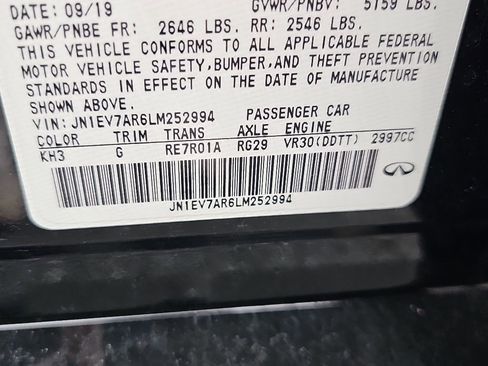 DATE: 09/19 GVWR/PNBV: 5159 LBS.
GAWR/PNBE FR: 2646 LBS. RR: 2546 LBS.
THIS VEHICLE CONFORMS TO ALL APPLICABLE FEDERAL
MOTOR VEHICLE SAFETY,BUMPER,AND THEFT PREVENTION
STANDARDS IN EFFECT ON THE DATE OF MANUFACTURE
SHOWN ABOVE.
VIN: JN1EV7AR6LM252994 PASSENGER CAR
COLOR TRIM TRANS AXLE ENGINE
KH3 G RE7R01A RG29 VR30(DDTT) 2997CC
JN1EV7AR6LM252994